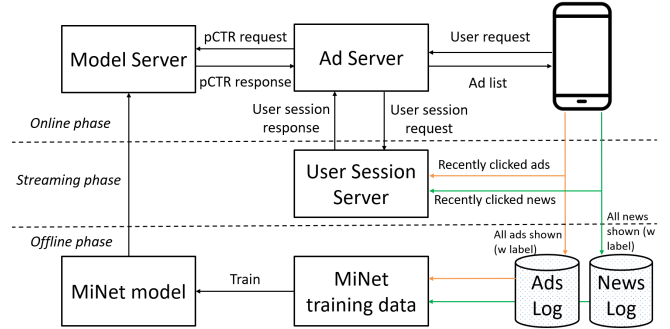 pCTR request
User request
Model Server
Ad Server
pCTR response
Ad list
User session
response
User session
request
Online phase
Streaming phase
User Session
Server
Recently clicked ads
Recently clicked news
Offline phase
All ads shown
(w label)
All news
shown (w
label)
MiNet model
Train
MiNet
training data
Ads
Log
News
Log